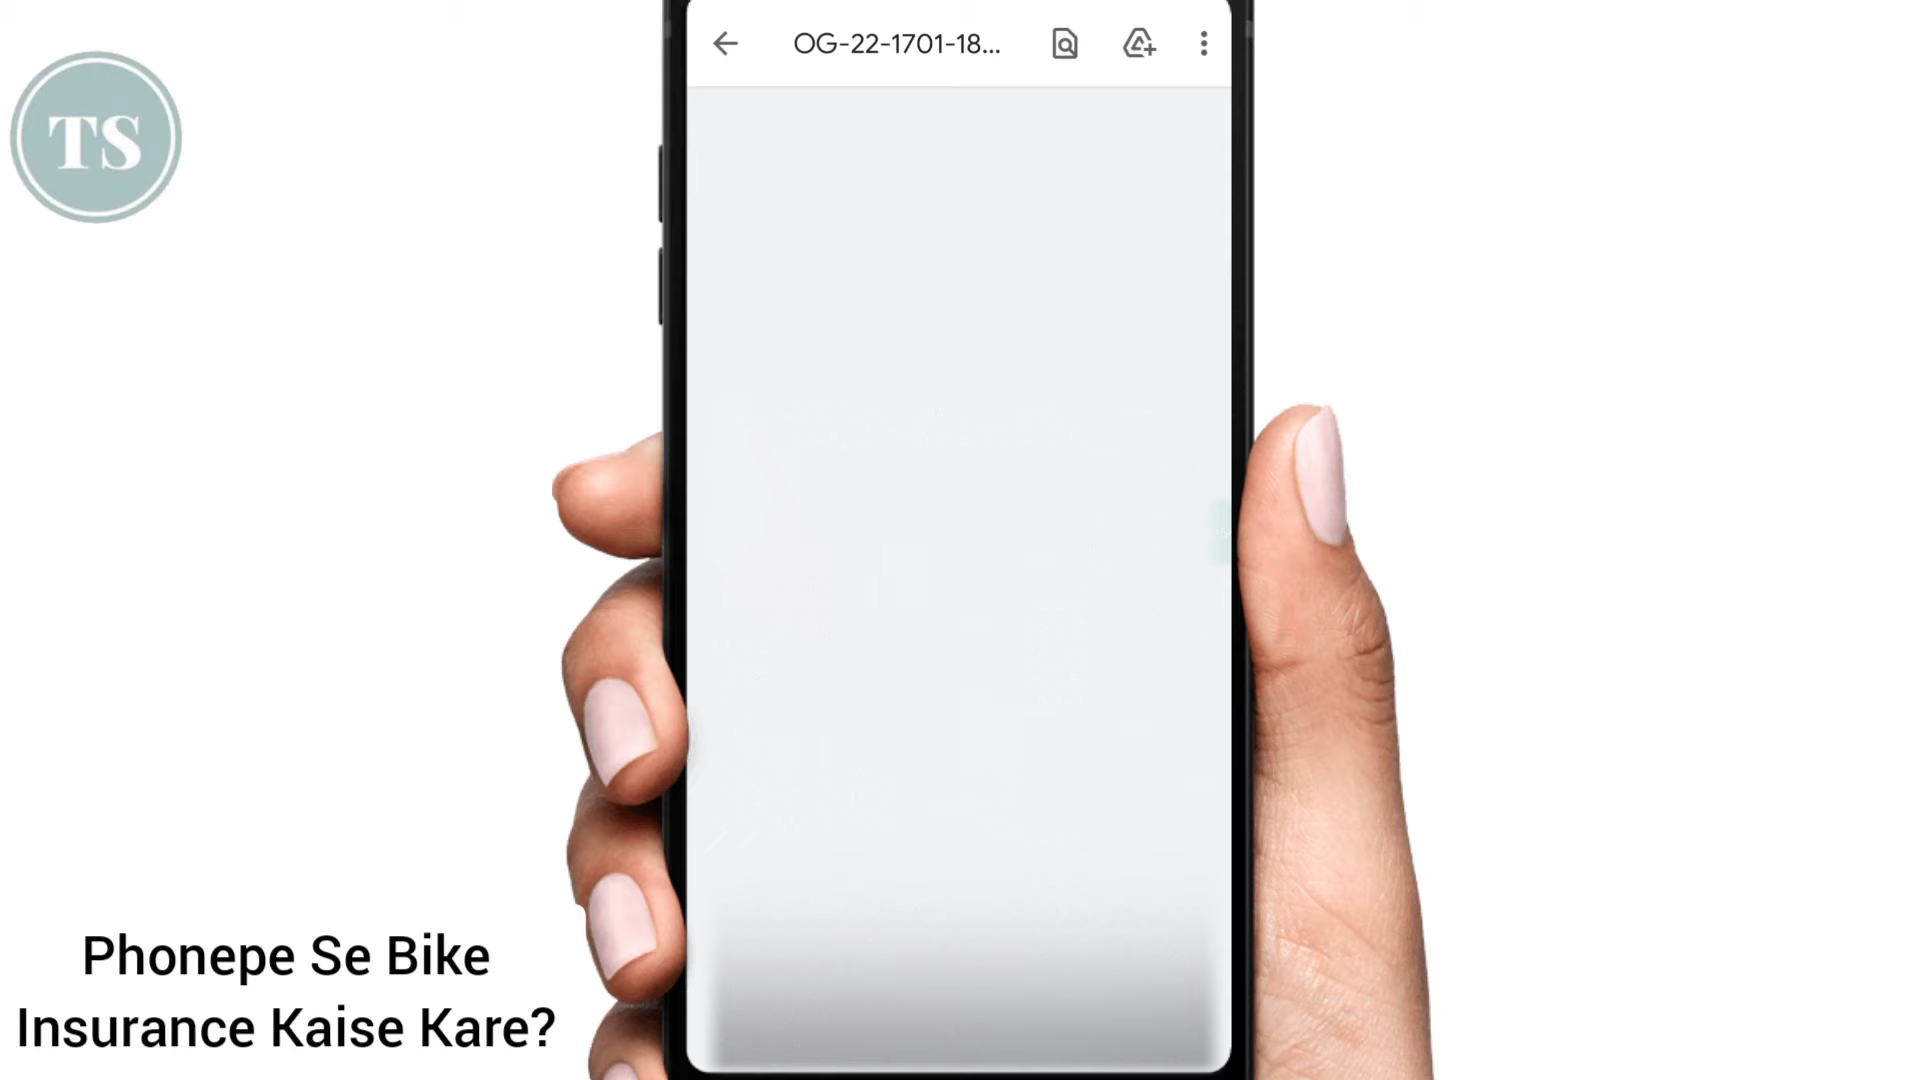 TS
OG-22-1701-18...
Phonepe Se Bike
Insurance Kaise Kare?